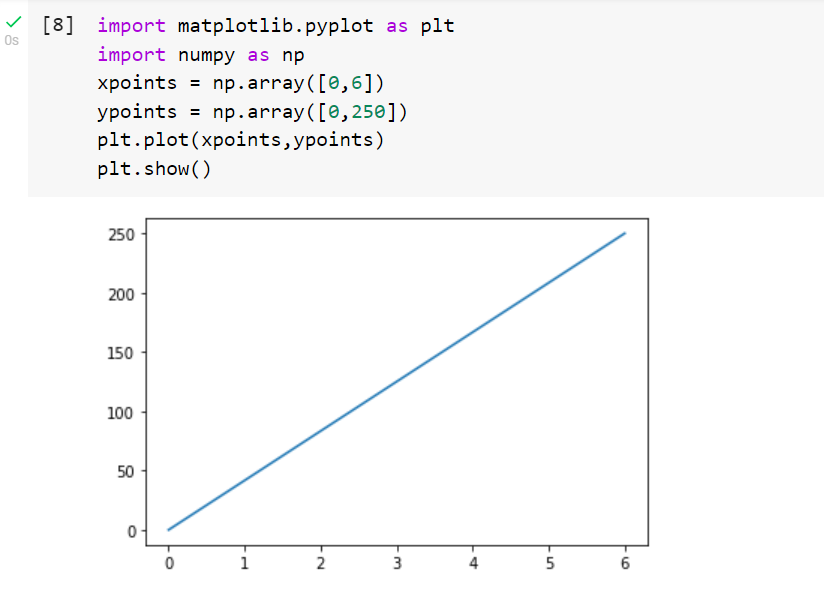 [8] import matplotlib.pyplot as plt
0s
import numpy as np
xpoints = np.array([0,6])
ypoints = np.array([0,250])
plt.plot(xpoints,ypoints)
plt.show()
250
200
150
100
50
0
0 1 2 3 4 5 6